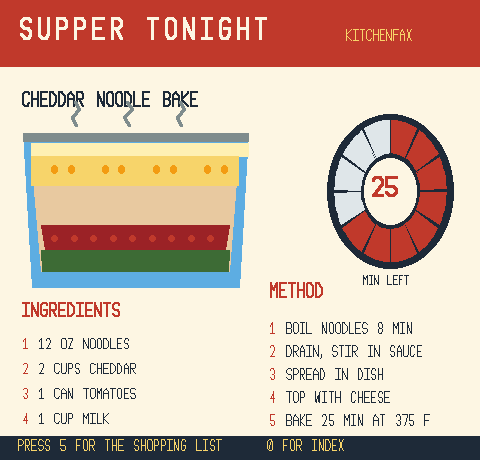 SUPPER TONIGHT
KITCHENFAX
CHEDDAR NOODLE BAKE
25
MIN LEFT
INGREDIENTS
1 12 OZ NOODLES
2 2 CUPS CHEDDAR
3 1 CAN TOMATOES
4 1 CUP MILK
METHOD
1 BOIL NOODLES 8 MIN
2 DRAIN, STIR IN SAUCE
3 SPREAD IN DISH
4 TOP WITH CHEESE
5 BAKE 25 MIN AT 375 F
PRESS 5 FOR THE SHOPPING LIST
0 FOR INDEX